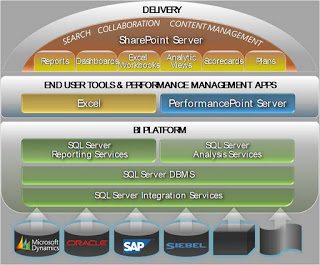 DELIVERY
SEARCH COLLABORATION CONTENT MANAGEMENT
SharePoint Server
Reports
Dashboards
Excel
Workbooks
Analytic
Views
Scorecards
Plans
END USER TOOLS & PERFORMANCE MANAGEMENT APPS
Excel
PerformancePoint Server
BI PLATFORM
SQL Server
Reporting Services
SQL Server
Analysis Services
SQL Server DBMS
SQL Server Integration Services
Microsoft
Dynamics
ORACLE
SAP
SIEBEL